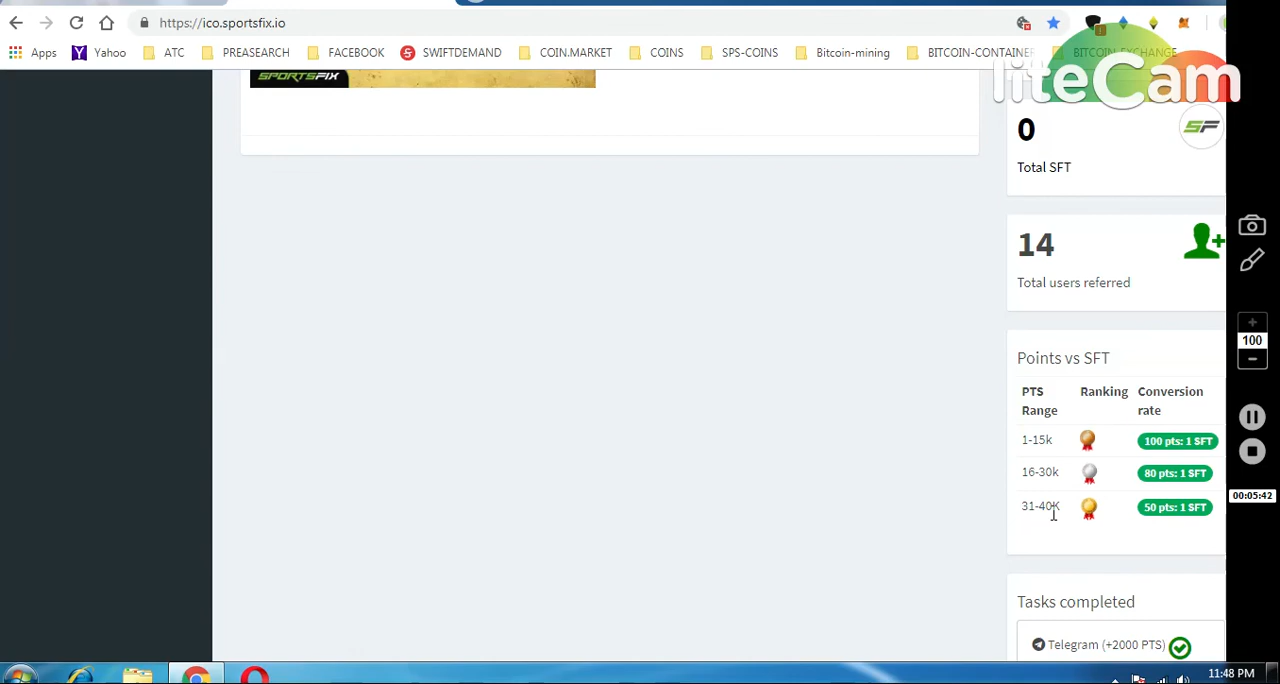 https://ico.sportsfix.io
Apps
Yahoo
ATC
PREASEARCH
FACEBOOK
SWIFTDEMAND
COIN.MARKET
COINS
SPS-COINS
Bitcoin-mining
BITCOIN-CONTAINER
BITCOIN-EXCHANGE
liteCam
SPORTSFIX
0
SF
Total SFT
14
Total users referred
Points vs SFT
PTS Range
Ranking
Conversion rate
1-15k
100 pts: 1 SFT
16-30k
80 pts: 1 SFT
31-40K
50 pts: 1 SFT
Tasks completed
Telegram (+2000 PTS)
100
00:05:42
11:48 PM